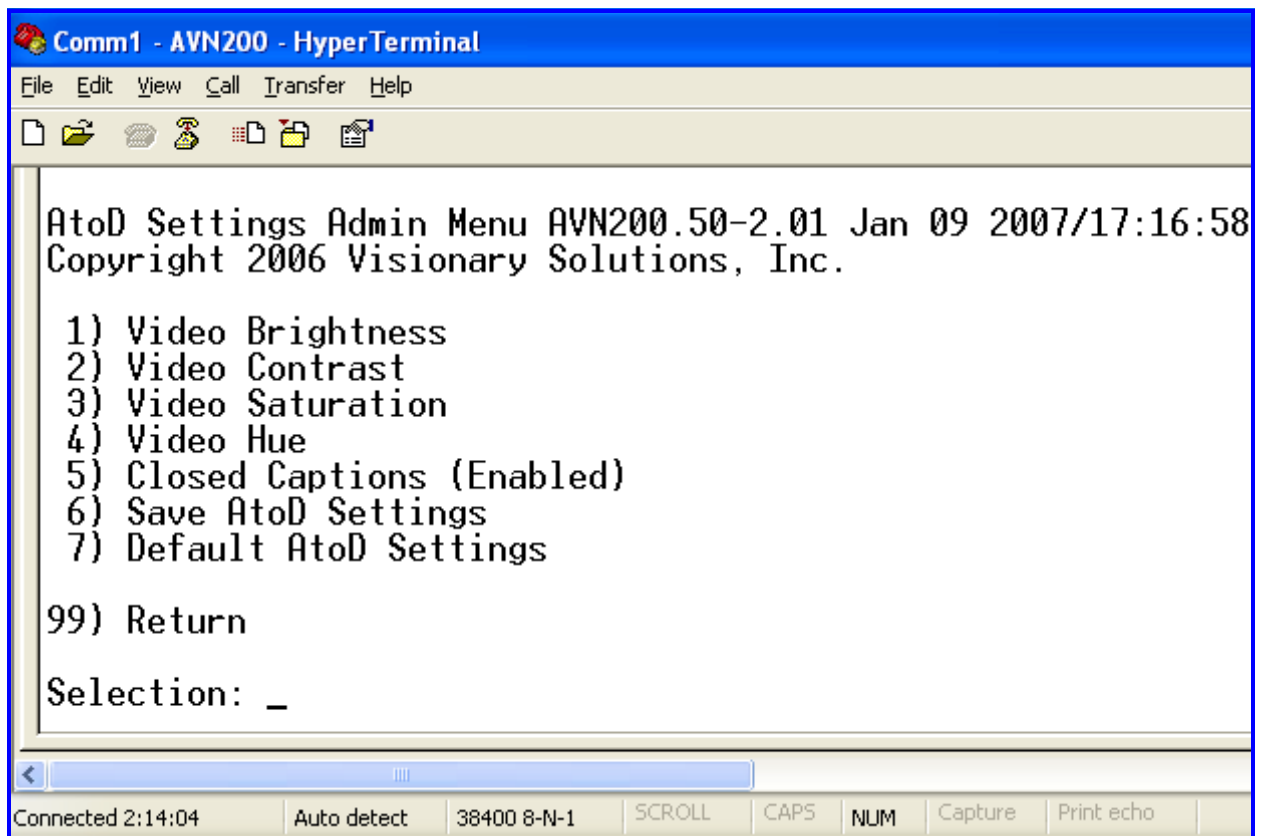 Comm1 - AVN200 - HyperTerminal
File Edit View Call Transfer Help
AtoD Settings Admin Menu AVN200.50-2.01 Jan 09 2007/17:16:58
Copyright 2006 Visionary Solutions, Inc.
1) Video Brightness
2) Video Contrast
3) Video Saturation
4) Video Hue
5) Closed Captions (Enabled)
6) Save AtoD Settings
7) Default AtoD Settings
99) Return
Selection: _
Connected 2:14:04 Auto detect 38400 8-N-1 SCROLL CAPS NUM Capture Print echo